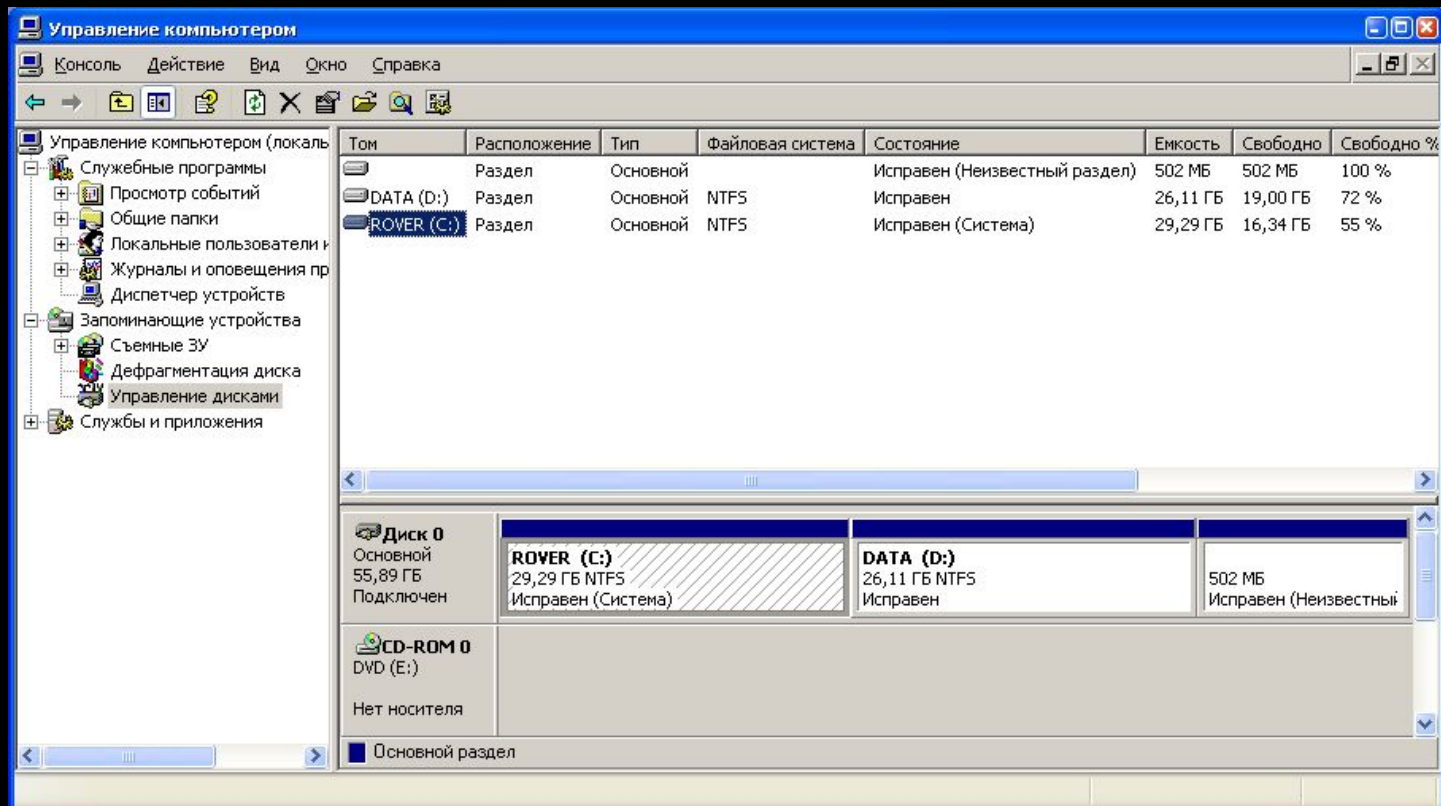 Управление компьютером
Консоль Действие Вид Окно Справка
Управление компьютером (локаль
Служебные программы
Просмотр событий
Общие папки
Локальные пользователи и
Журналы и оповещения пр
Диспетчер устройств
Запоминающие устройства
Съемные ЗУ
Дефрагментация диска
Управление дисками
Службы и приложения
Том Расположение Тип Файловая система Состояние Емкость Свободно Свободно %
Раздел Основной Исправен (Неизвестный раздел) 502 МБ 502 МБ 100 %
DATA (D:) Раздел Основной NTFS Исправен 26,11 ГБ 19,00 ГБ 72 %
ROVER (C:) Раздел Основной NTFS Исправен (Система) 29,29 ГБ 16,34 ГБ 55 %
Диск 0
Основной
55,89 ГБ
Подключен
ROVER (C:)
29,29 ГБ NTFS
Исправен (Система)
DATA (D:)
26,11 ГБ NTFS
Исправен
502 МБ
Исправен (Неизвестный
CD-ROM 0
DVD (E:)
Нет носителя
Основной раздел